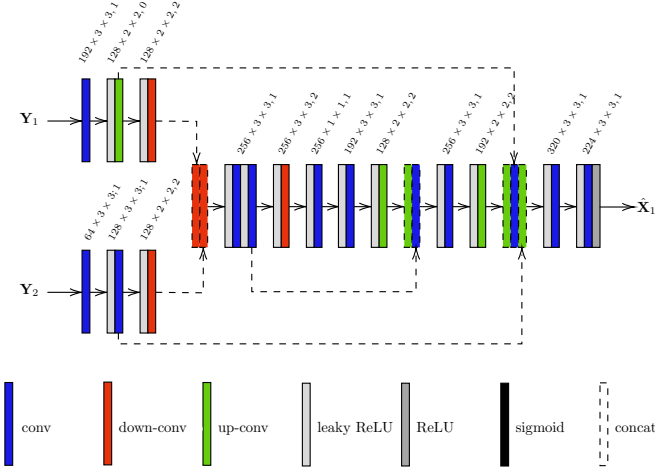 192 × 3 × 3, 1
128 × 2 × 2, 0
128 × 2 × 2, 2
Y₁
256 × 3 × 3, 1
256 × 3 × 3, 2
256 × 1 × 1, 1
192 × 3 × 3, 1
128 × 2 × 2, 2
256 × 3 × 3, 1
192 × 2 × 2, 2
320 × 3 × 3, 1
224 × 3 × 3, 1
X̂₁
64 × 3 × 3; 1
128 × 3 × 3; 1
128 × 2 × 2, 2
Y₂
conv
down-conv
up-conv
leaky ReLU
ReLU
sigmoid
concat